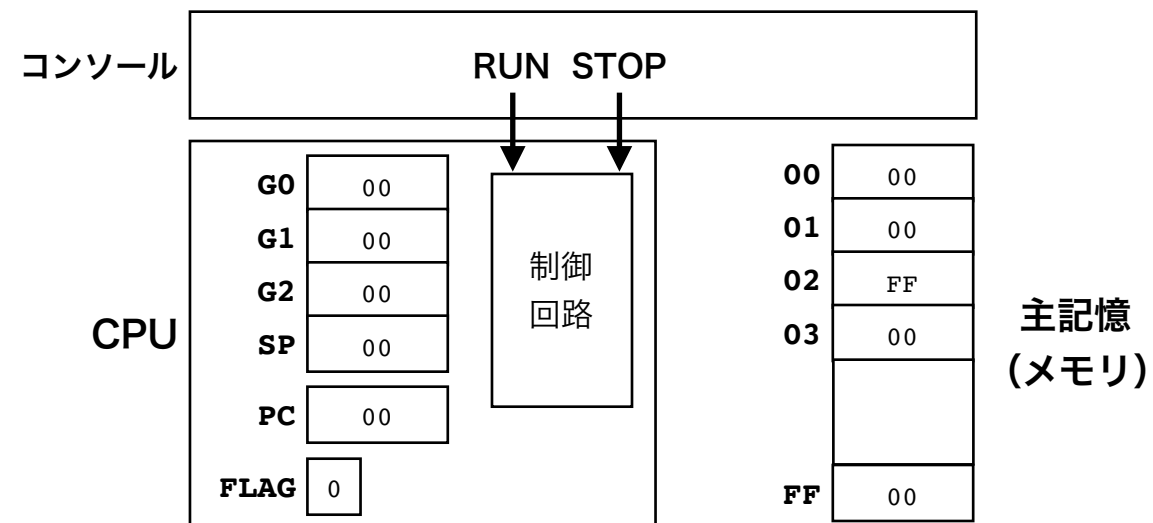 コンソール
RUN STOP
CPU
G0 00
G1 00
G2 00
SP 00
PC 00
FLAG 0
制御
回路
00 00
01 00
02 FF
03 00
FF 00
主記憶
(メモリ)